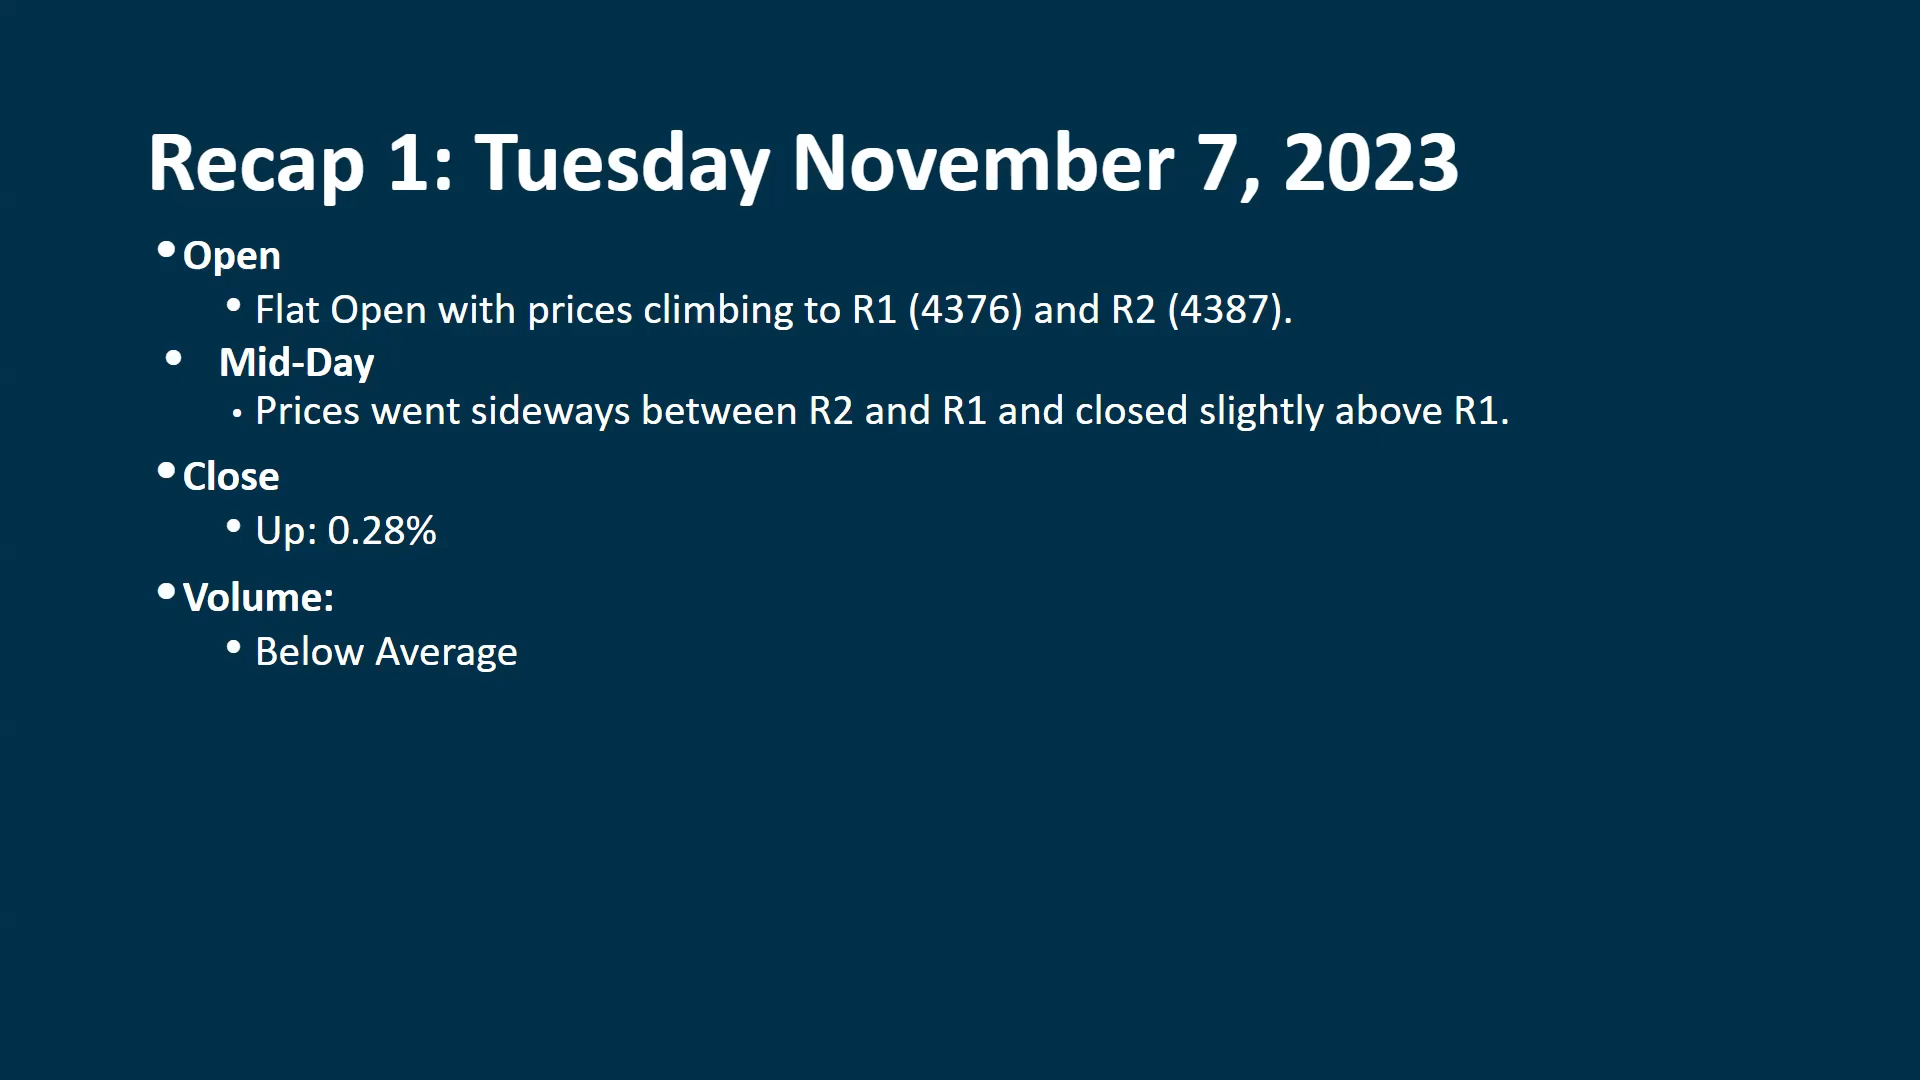 Recap 1: Tuesday November 7, 2023
• Open
• Flat Open with prices climbing to R1 (4376) and R2 (4387).
• Mid-Day
• Prices went sideways between R2 and R1 and closed slightly above R1.
• Close
• Up: 0.28%
• Volume:
• Below Average